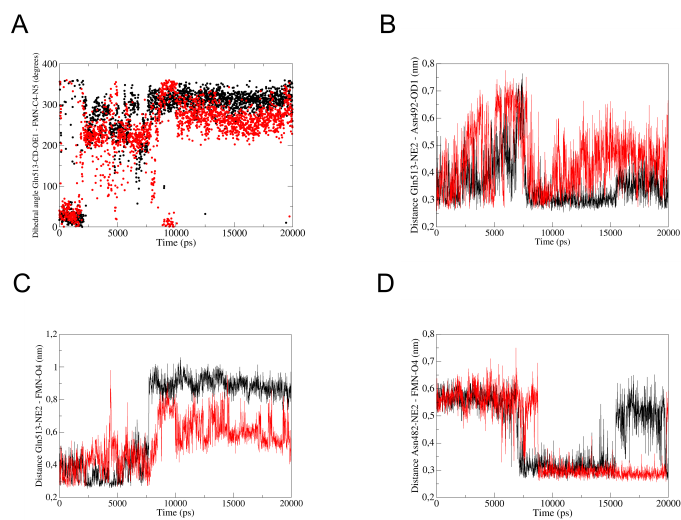 A
Dihedral angle Gln513-CD-OE1 - FMN-C4-N5 (degrees)
400
300
200
100
0
0 5000 10000 15000 20000
Time (ps)
B
Distance Gln513-NE2 - Asn492-OD1 (nm)
0,8
0,7
0,6
0,5
0,4
0,3
0,2
0 5000 10000 15000 20000
Time (ps)
C
Distance Gln513-NE2 - FMN-O4 (nm)
1,2
1
0,8
0,6
0,4
0,2
0 5000 10000 15000 20000
Time (ps)
D
Distance Asn482-NE2 - FMN-O4 (nm)
0,8
0,7
0,6
0,5
0,4
0,3
0,2
0 5000 10000 15000 20000
Time (ps)